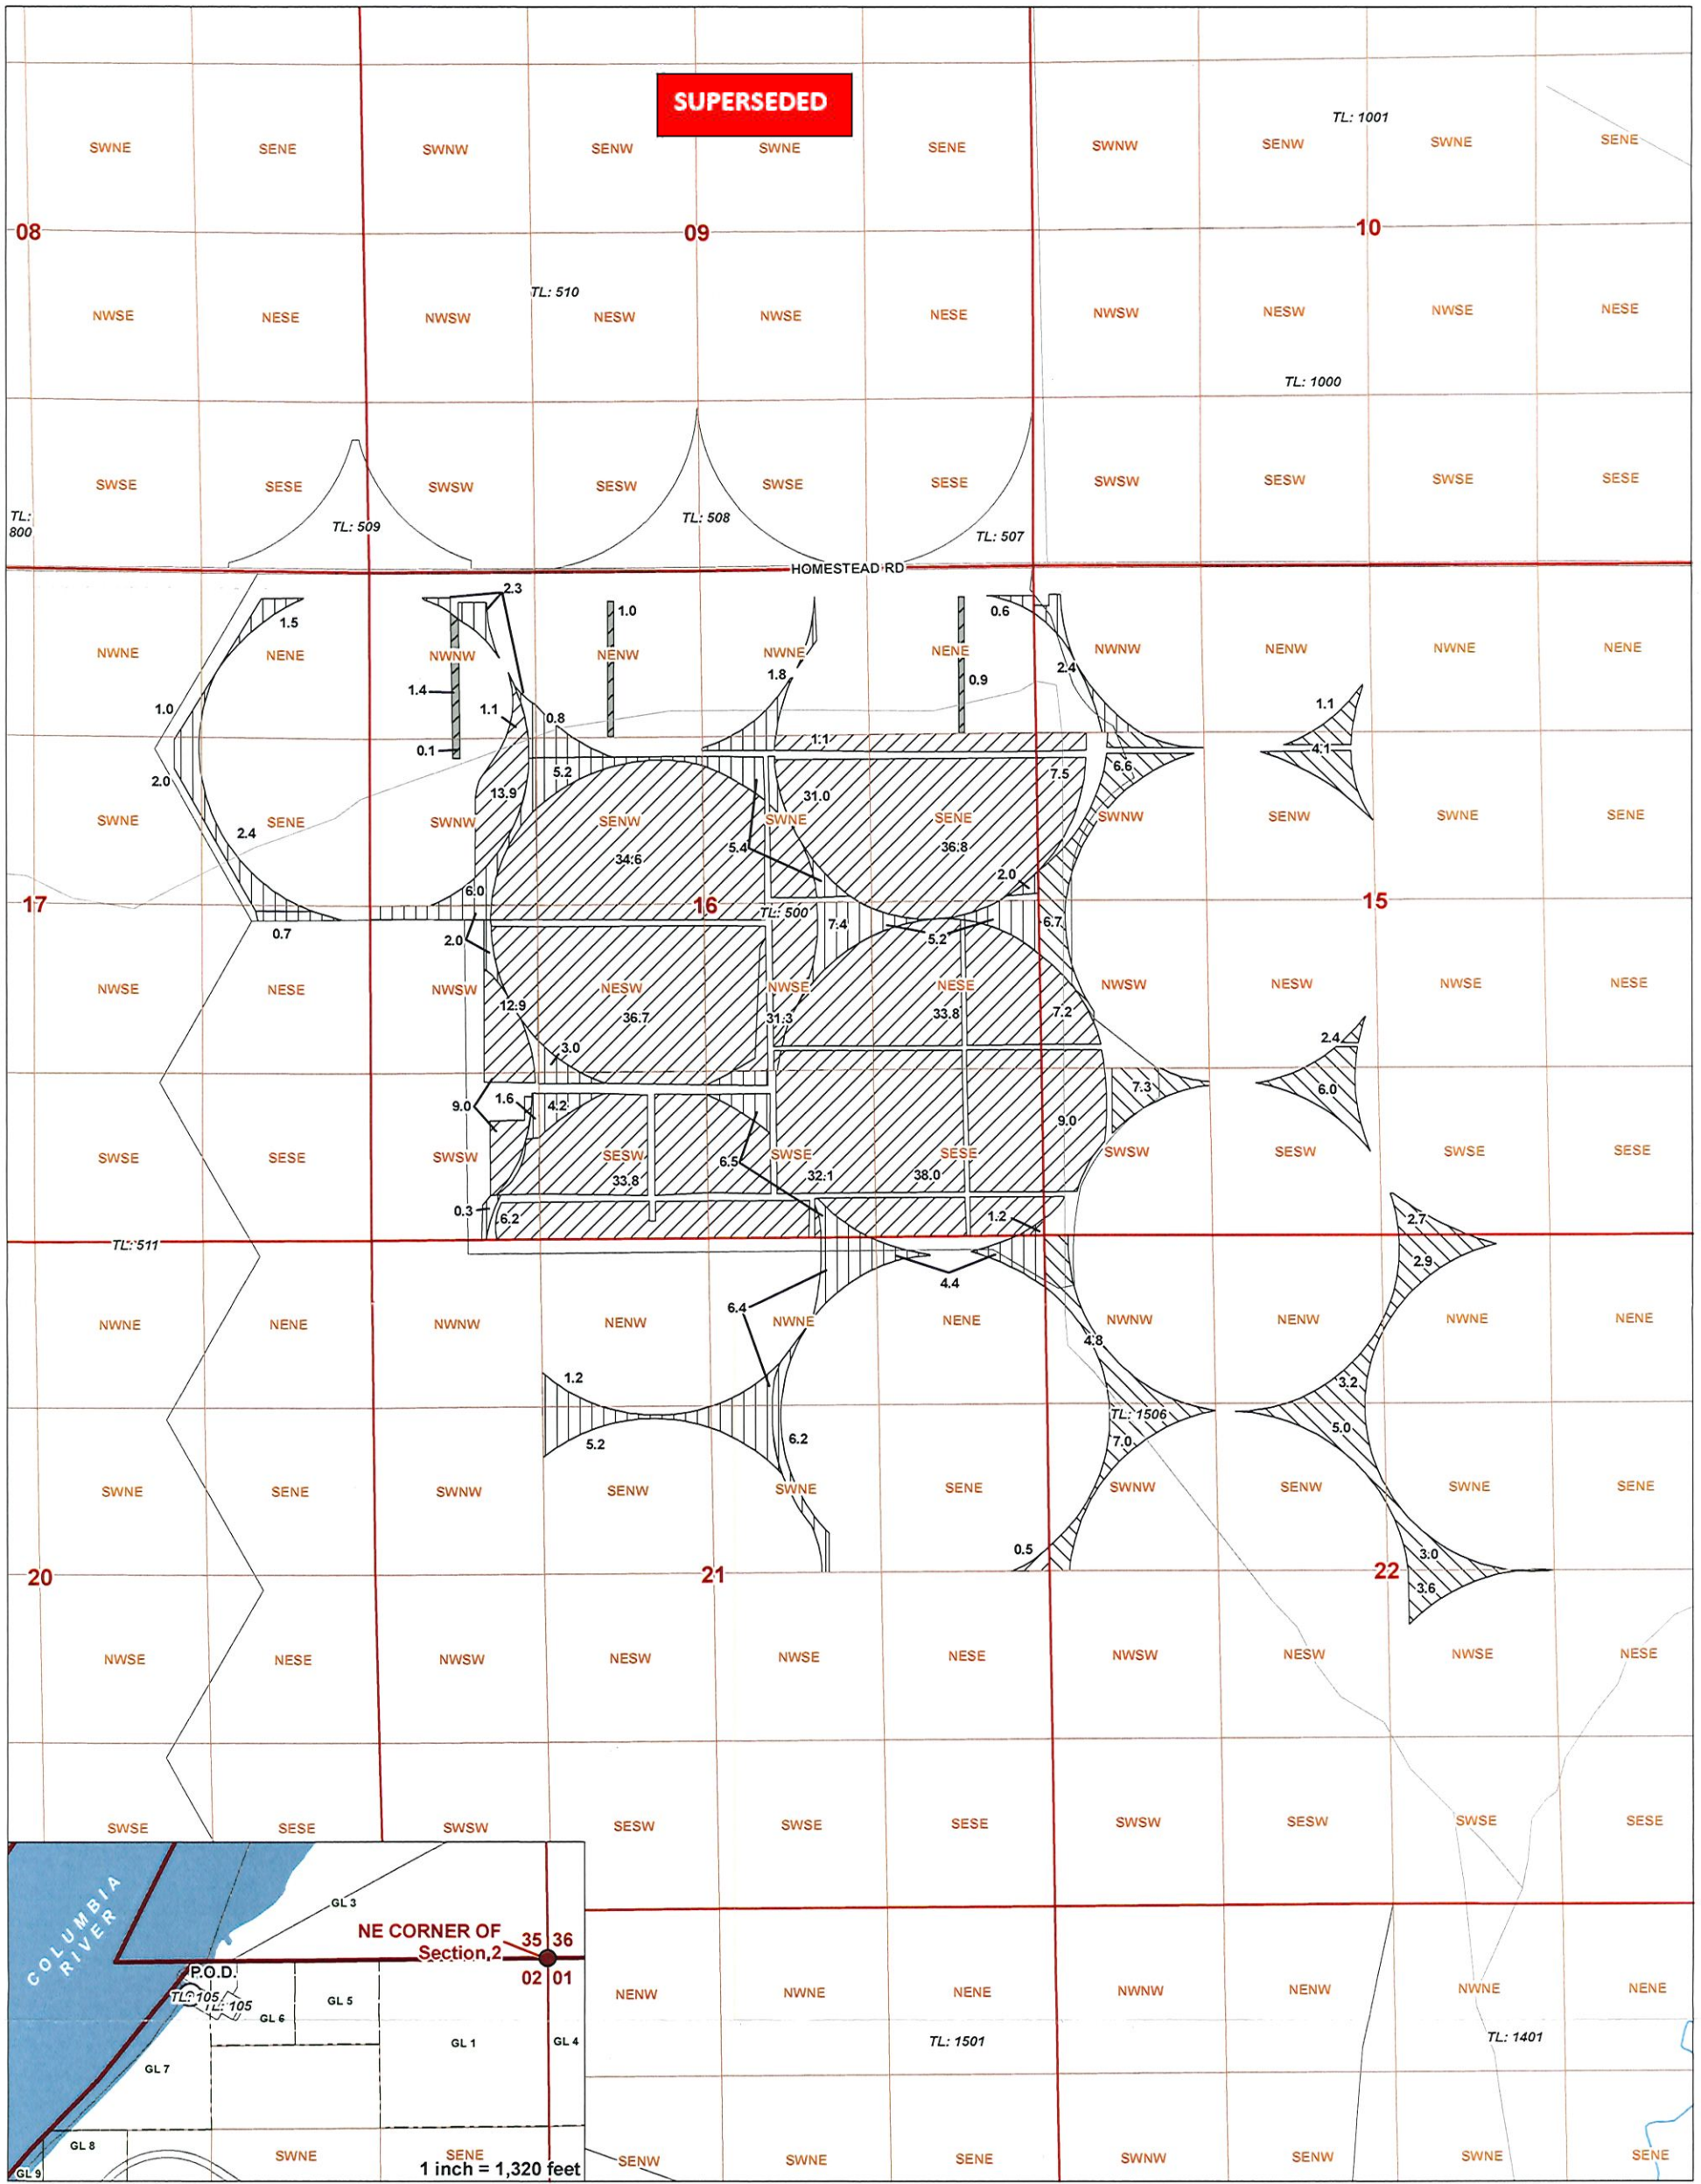 SUPERSEDED
TL: 1001
SWNE SENE SWNW SENW SWNE SENE SWNW SENW SWNE SENE
08 09 10
TL: 510
NWSE NESE NWSW NESW NWSE NESE NWSW NESW NWSE NESE
TL: 1000
SWSE SESE SWSW SESW SWSE SESE SWSW SESW SWSE SESE
TL:
800
TL: 509
TL: 508
TL: 507
HOMESTEAD RD
2.3
1.5
1.0
0.6
NWNE NENE NWNW NENW NWNE NENE NWNW NENW NWNE NENE
1.8
2.4
1.4
0.9
1.0
1.1
0.8
1.1
0.1
1.1
4.1
2.0
5.2
7.5
6.6
13.9
31.0
SWNE SENE SWNW SENW SWNE SENE SWNW SENW SWNE SENE
2.4
34.6
5.4
36.8
2.0
6.0
17 16 15
TL: 500
0.7
2.0
7.4
5.2
6.7
NWSE NESE NWSW NESW NWSE NESE NWSW NESW NWSE NESE
12.9
36.7
31.3
33.8
7.2
3.0
2.4
9.0
1.6
4.2
7.3
6.0
9.0
SWSE SESE SWSW SESW SWSE SESE SWSW SESW SWSE SESE
6.5
33.8
32.1
38.0
0.3
6.2
1.2
2.7
TL: 511
2.9
4.4
6.4
NWNE NENE NWNW NENW NWNE NENE NWNW NENW NWNE NENE
4.8
1.2
3.2
TL: 1506
5.2
6.2
7.0
5.0
SWNE SENE SWNW SENW SWNE SENE SWNW SENW SWNE SENE
0.5
3.0
20 21 22
3.6
NWSE NESE NWSW NESW NWSE NESE NWSW NESW NWSE NESE
SWSE SESE SWSW SESW SWSE SESE SWSW SESW SWSE SESE
COLUMBIA
RIVER
GL 3
NE CORNER OF
Section,2
35 36
02 01
P.O.D.
TL: 105
TL: 105
GL 6
GL 5
GL 1
GL 4
GL 7
GL 8
GL 9
SWNE SENE
1 inch = 1,320 feet
NENW NWNE NENE NWNW NENW NWNE NENE
TL: 1501
TL: 1401
SENW SWNE SENE SWNW SENW SWNE SENE